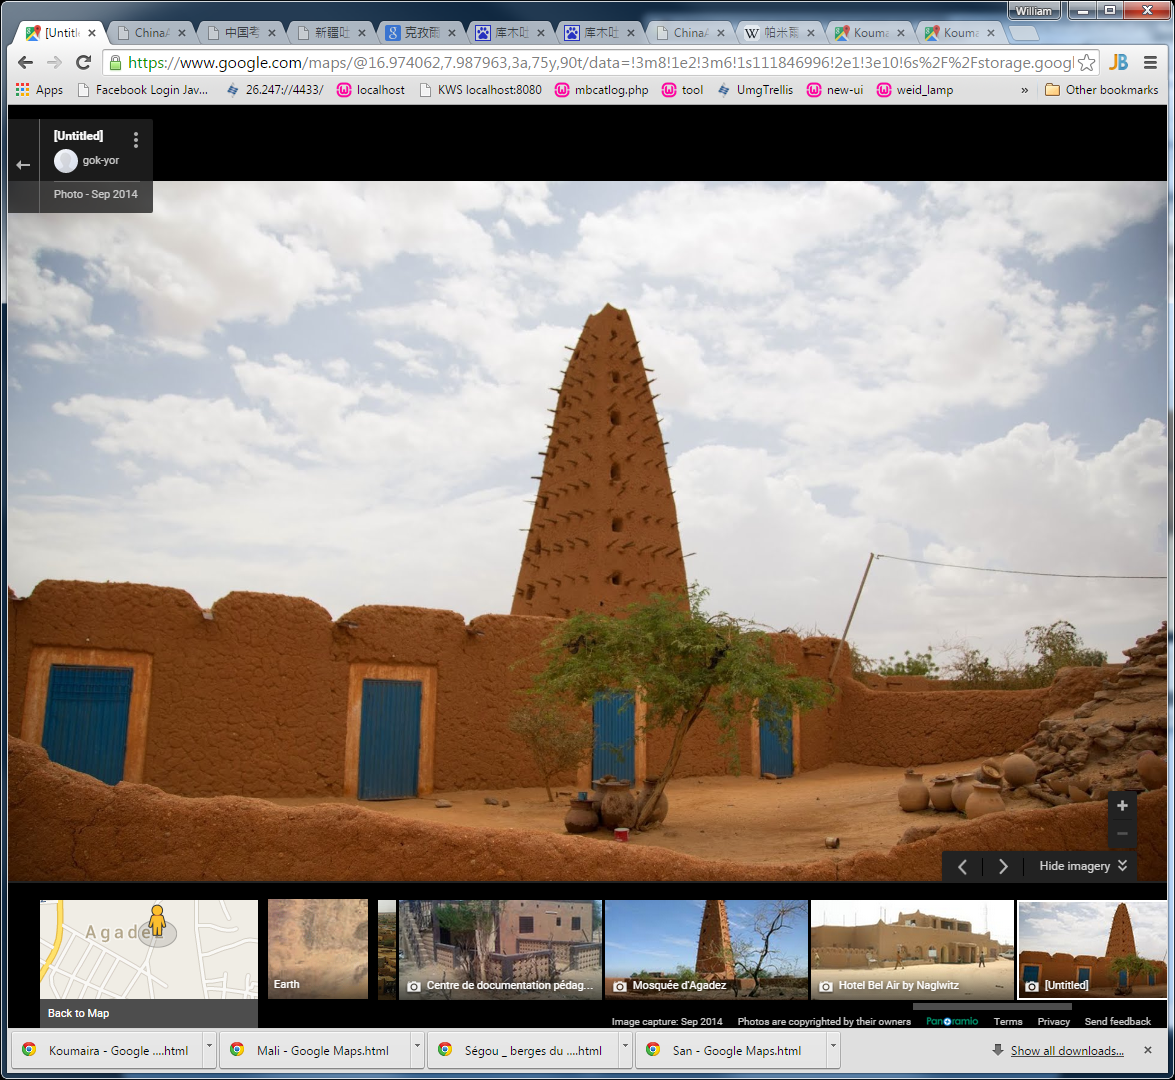 William
[Untitl
ChinaA
中国考
新疆吐
克孜爾
库木吐
库木吐
ChinaA
帕米爾
Kouma
Kouma
https://www.google.com/maps/@16.974062,7.987963,3a,75y,90t/data=!3m8!1e2!3m6!1s111846996!2e1!3e10!6s%2F%2Fstorage.googl
Apps
Facebook Login Jav...
26.247://4433/
localhost
KWS localhost:8080
mbcatlog.php
tool
UmgTrellis
new-ui
weid_lamp
»
Other bookmarks
[Untitled]
gok-yor
Photo - Sep 2014
Hide imagery
Agade
Back to Map
Earth
Centre de documentation pédag...
Mosquée d'Agadez
Hotel Bel Air by Naglwitz
[Untitled]
Image capture: Sep 2014
Photos are copyrighted by their owners
Panoramio
Terms
Privacy
Send feedback
Koumaira - Google ....html
Mali - Google Maps.html
Ségou _ berges du ....html
San - Google Maps.html
Show all downloads...